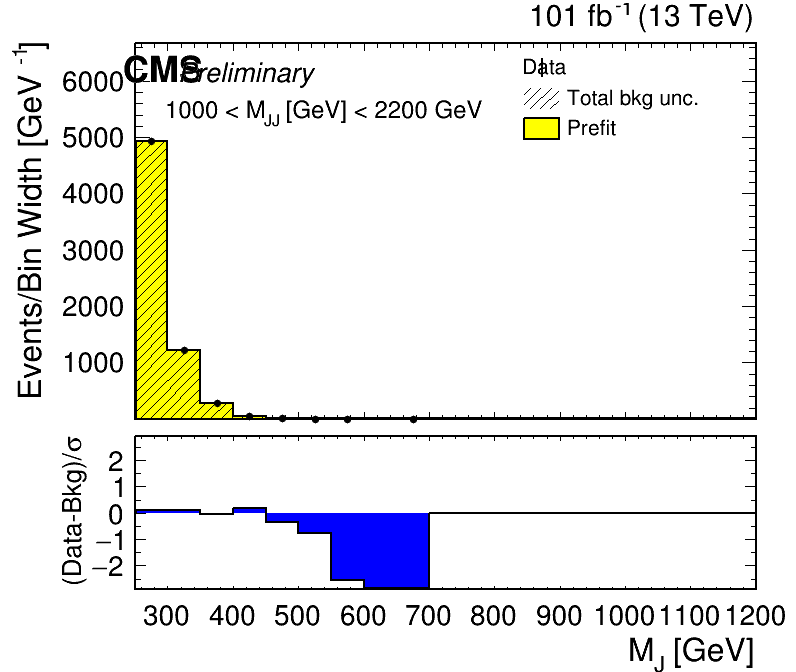 101 fb⁻¹ (13 TeV)
CMS Preliminary
1000 < M_JJ [GeV] < 2200 GeV
Data
Total bkg unc.
Prefit
Events/Bin Width [GeV⁻¹]
6000
5000
4000
3000
2000
1000
(Data-Bkg)/σ
2
1
0
−1
−2
300 400 500 600 700 800 900 1000 1100 1200
M_J [GeV]